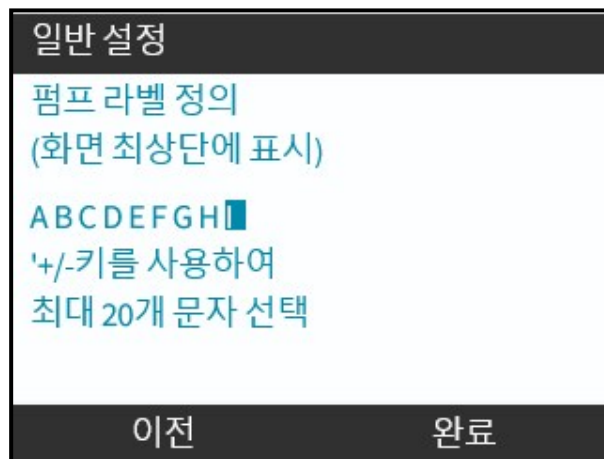 일반 설정
펌프 라벨 정의
(화면 최상단에 표시)
ABCDEFGHI
'+/-키를 사용하여
최대 20개 문자 선택
이전 완료